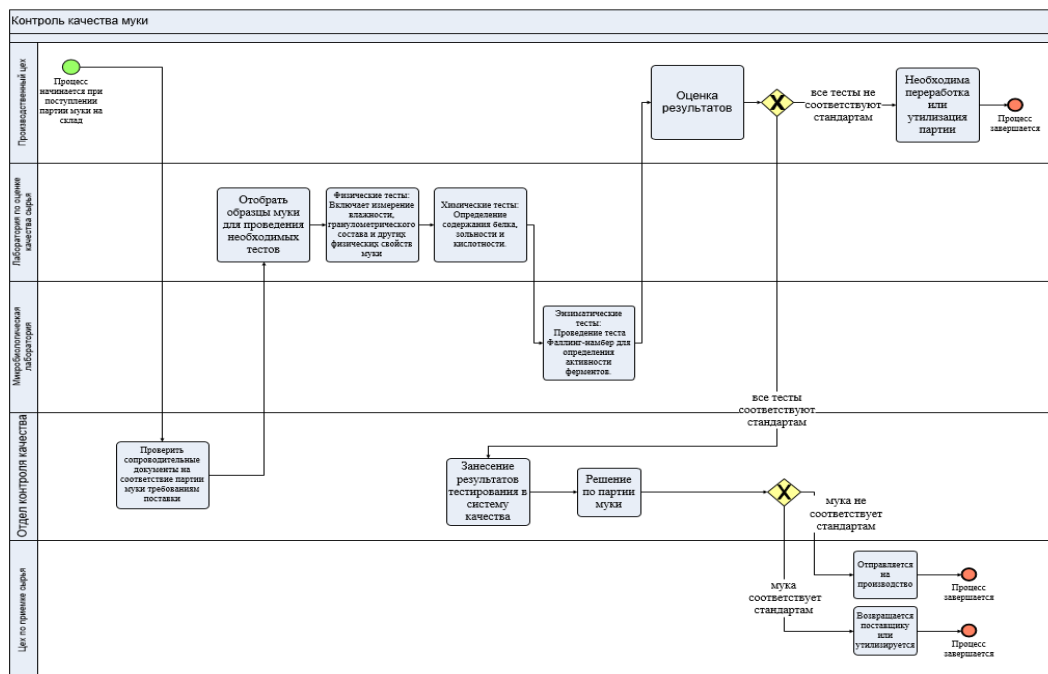 Контроль качества муки
Производственный цех
Процесс
начинается при
поступлении
партии муки на
склад
Оценка
результатов
все тесты не
соответствуют
стандартам
Необходима
переработка
или
утилизация
партии
Процесс
завершается
Лаборатория по оценке
качества сырья
Отобрать
образцы муки
для проведения
необходимых
тестов
Физические тесты:
Включает измерение
влажности,
гранулометрического
состава и других
физических свойств
муки
Химические тесты:
Определение
содержания белка,
зольности и
кислотности.
Микробиологическая
лаборатория
Энзиматические
тесты:
Проведение теста
Фаллинг-намбер для
определения
активности
ферментов.
все тесты
соответствуют
стандартам
Отдел контроля качества
Проверить
сопроводительные
документы на
соответствие партии
муки требованиям
поставки
Занесение
результатов
тестирования в
систему
качества
Решение
по партии
муки
мука не
соответствует
стандартам
Цех по приемке сырья
мука
соответствует
стандартам
Отправляется
на
производство
Процесс
завершается
Возвращается
поставщику
или
утилизируется
Процесс
завершается